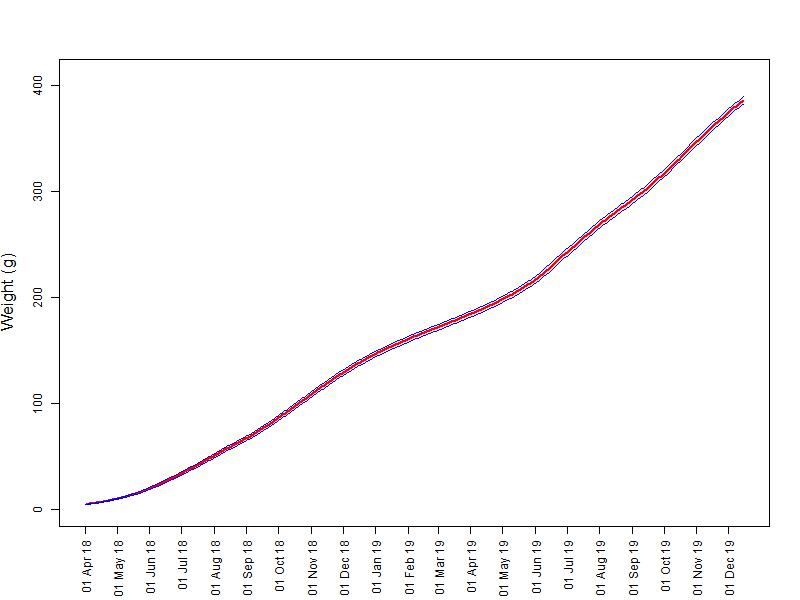 400
300
200
100
0
Weight (g)
01 Apr 18
01 May 18
01 Jun 18
01 Jul 18
01 Aug 18
01 Sep 18
01 Oct 18
01 Nov 18
01 Dec 18
01 Jan 19
01 Feb 19
01 Mar 19
01 Apr 19
01 May 19
01 Jun 19
01 Jul 19
01 Aug 19
01 Sep 19
01 Oct 19
01 Nov 19
01 Dec 19